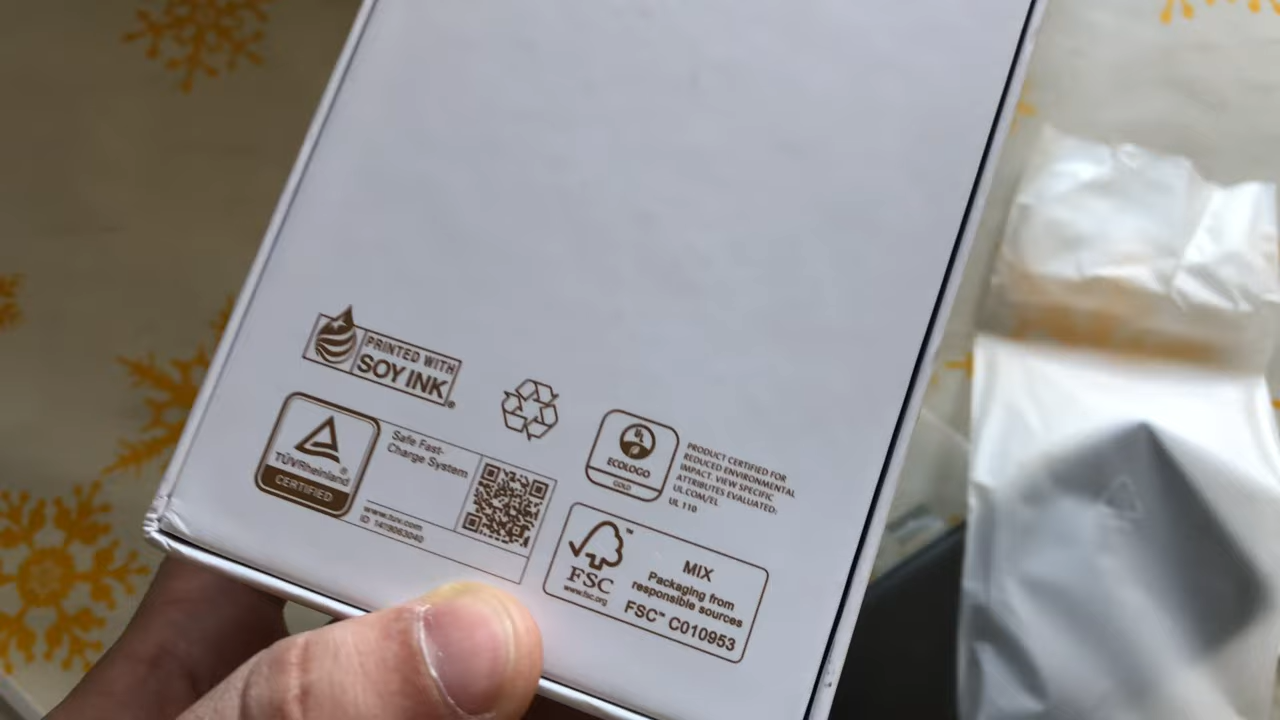 PRINTED WITH
SOY INK
TÜVRheinland®
CERTIFIED
Safe Fast-
Charge System
www.tuv.com
ID 1419063040
UL
ECOLOGO
GOLD
PRODUCT CERTIFIED FOR
REDUCED ENVIRONMENTAL
IMPACT. VIEW SPECIFIC
ATTRIBUTES EVALUATED:
UL.COM/EL
UL 110
FSC™
www.fsc.org
MIX
Packaging from
responsible sources
FSC™ C010953